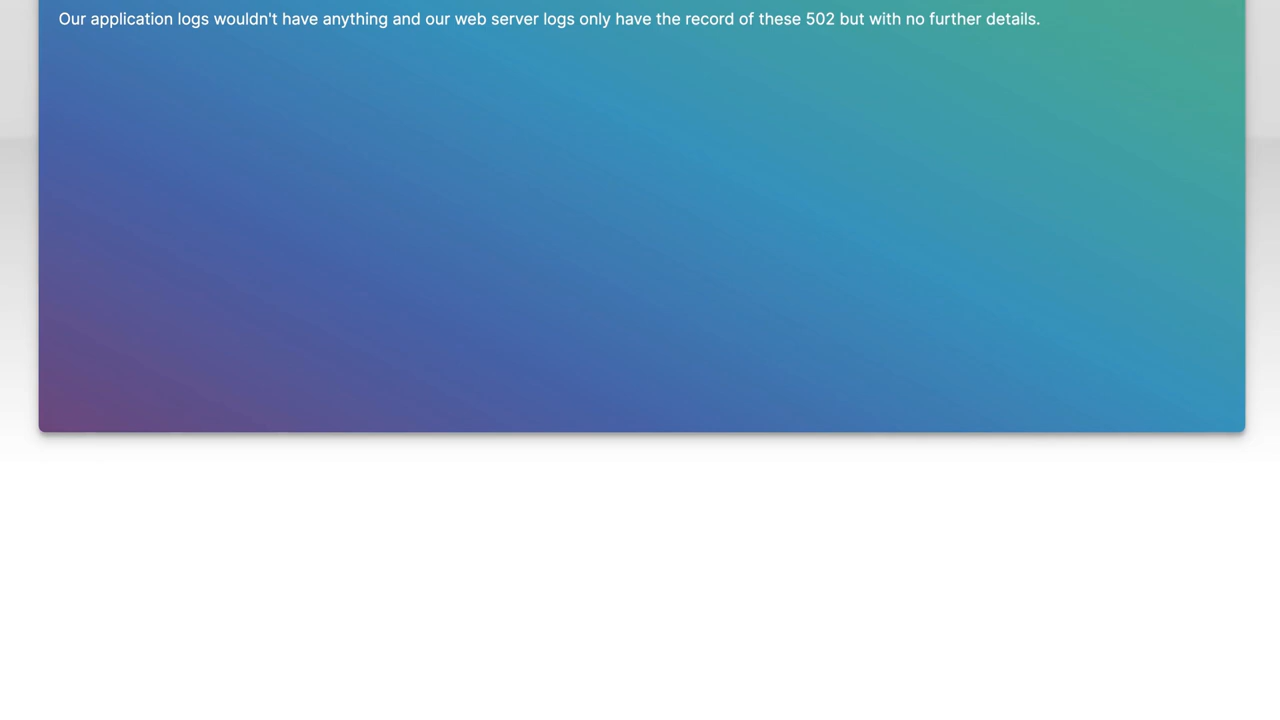 Our application logs wouldn't have anything and our web server logs only have the record of these 502 but with no further details.